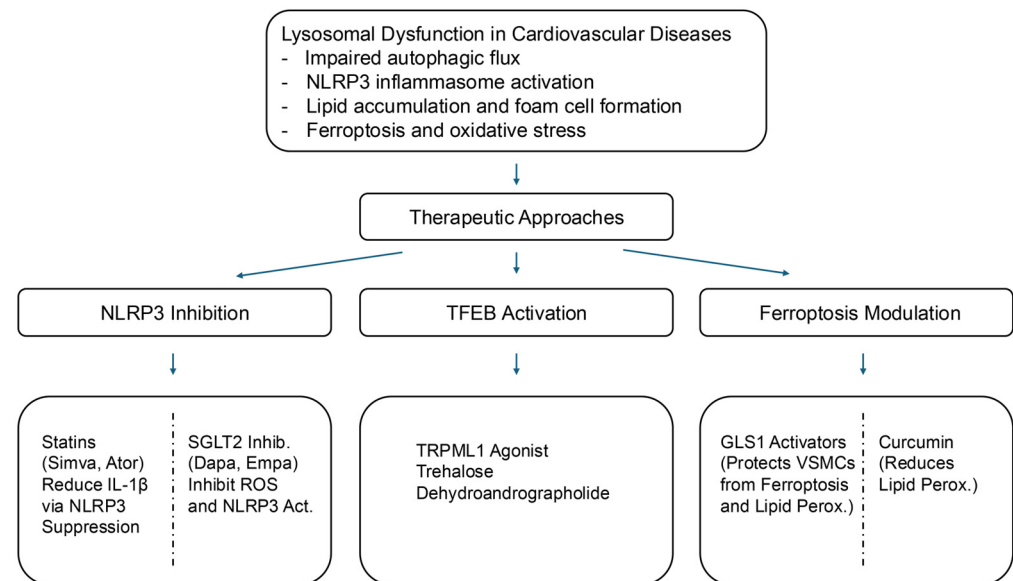 Lysosomal Dysfunction in Cardiovascular Diseases
- Impaired autophagic flux
- NLRP3 inflammasome activation
- Lipid accumulation and foam cell formation
- Ferroptosis and oxidative stress
Therapeutic Approaches
NLRP3 Inhibition
TFEB Activation
Ferroptosis Modulation
Statins
(Simva, Ator)
Reduce IL-1β
via NLRP3
Suppression
SGLT2 Inhib.
(Dapa, Empa)
Inhibit ROS
and NLRP3 Act.
TRPML1 Agonist
Trehalose
Dehydroandrographolide
GLS1 Activators
(Protects VSMCs
from Ferroptosis
and Lipid Perox.)
Curcumin
(Reduces
Lipid Perox.)